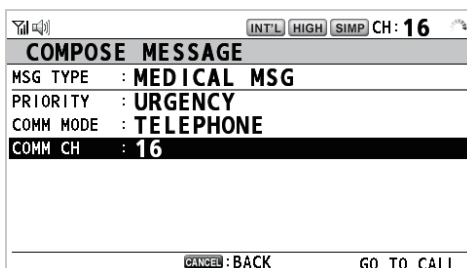 INT'L HIGH SIMP CH: 16
COMPOSE MESSAGE
MSG TYPE : MEDICAL MSG
PRIORITY : URGENCY
COMM MODE : TELEPHONE
COMM CH : 16
CANCEL : BACK GO TO CALL